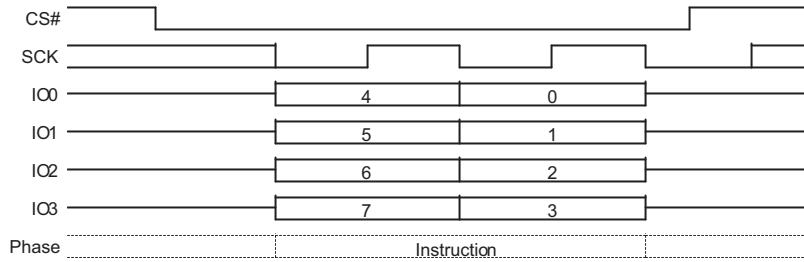 CS#
SCK
IO0 4 0
IO1 5 1
IO2 6 2
IO3 7 3
Phase Instruction